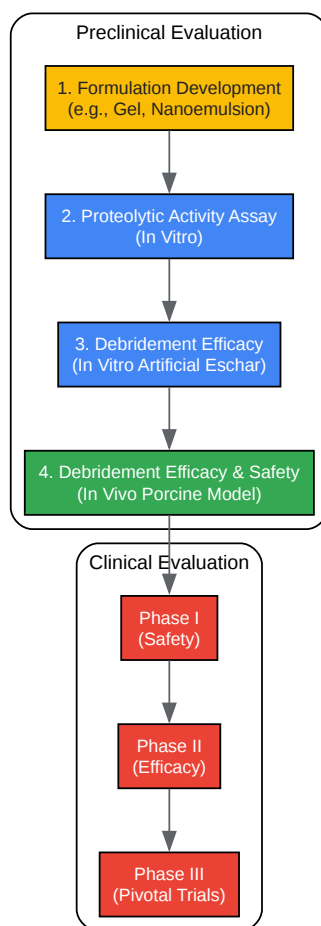 Preclinical Evaluation
1. Formulation Development
(e.g., Gel, Nanoemulsion)
2. Proteolytic Activity Assay
(In Vitro)
3. Debridement Efficacy
(In Vitro Artificial Eschar)
4. Debridement Efficacy & Safety
(In Vivo Porcine Model)
Clinical Evaluation
Phase I
(Safety)
Phase II
(Efficacy)
Phase III
(Pivotal Trials)